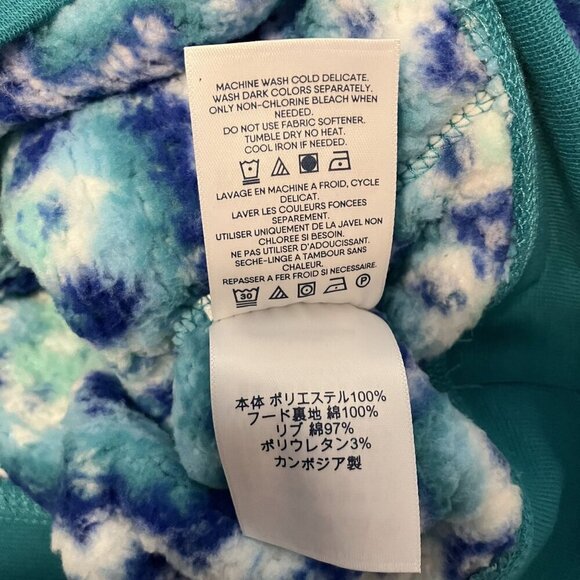 MACHINE WASH COLD DELICATE.
WASH DARK COLORS SEPARATELY.
ONLY NON-CHLORINE BLEACH WHEN
NEEDED.
DO NOT USE FABRIC SOFTENER.
TUMBLE DRY NO HEAT.
COOL IRON IF NEEDED.
LAVAGE EN MACHINE A FROID, CYCLE
DELICAT.
LAVER LES COULEURS FONCEES
SEPAREMENT.
UTILISER UNIQUEMENT DE LA JAVEL NON
CHLOREE SI BESOIN.
NE PAS UTILISER D'ADOUCISSANT.
SECHE-LINGE A TAMBOUR SANS
CHALEUR.
REPASSER A FER FROID SI NECESSAIRE.
30 P
本体 ポリエステル100%
フード裏地 綿100%
リブ 綿97%
ポリウレタン3%
カンボジア製